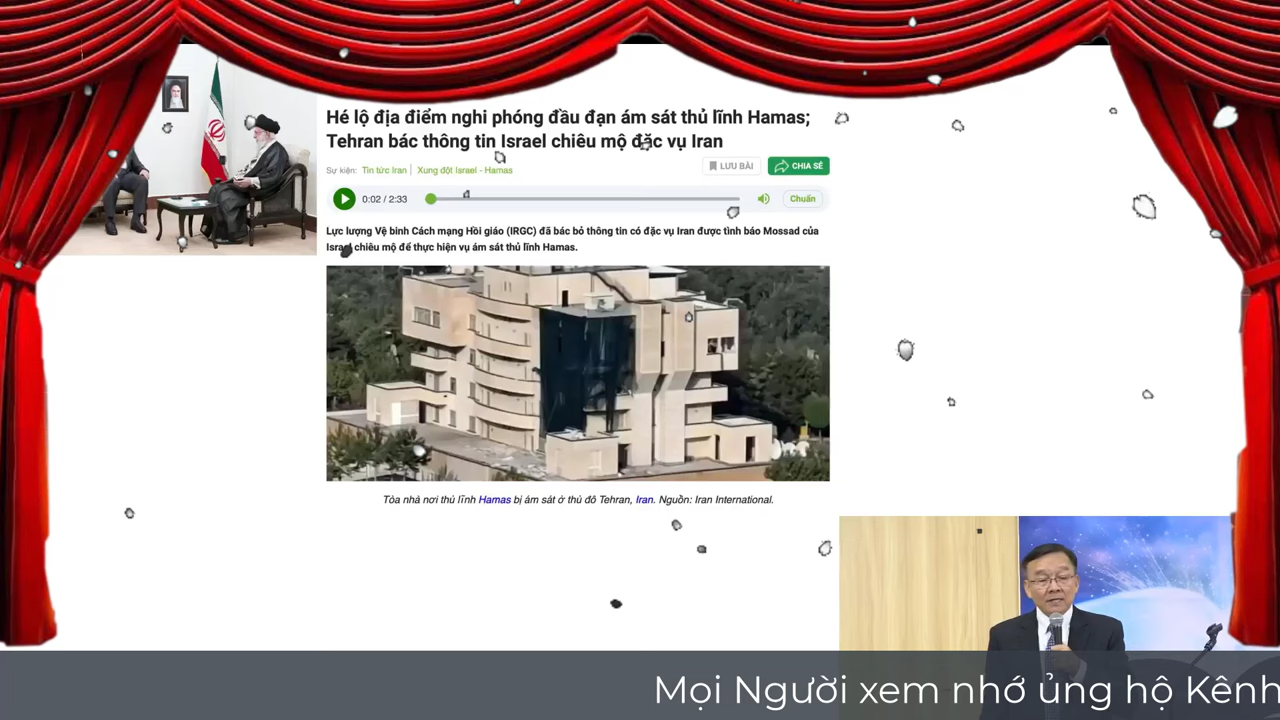 Hé lộ địa điểm nghi phóng đầu đạn ám sát thủ lĩnh Hamas;
Tehran bác thông tin Israel chiêu mộ đặc vụ Iran
Sự kiện: Tin tức Iran | Xung đột Israel - Hamas
LƯU BÀI
CHIA SẺ
0:02 / 2:33
Chuẩn
Lực lượng Vệ binh Cách mạng Hồi giáo (IRGC) đã bác bỏ thông tin có đặc vụ Iran được tình báo Mossad của
Israel chiêu mộ để thực hiện vụ ám sát thủ lĩnh Hamas.
Tòa nhà nơi thủ lĩnh Hamas bị ám sát ở thủ đô Tehran, Iran. Nguồn: Iran International.
Mọi Người xem nhớ ủng hộ Kênh